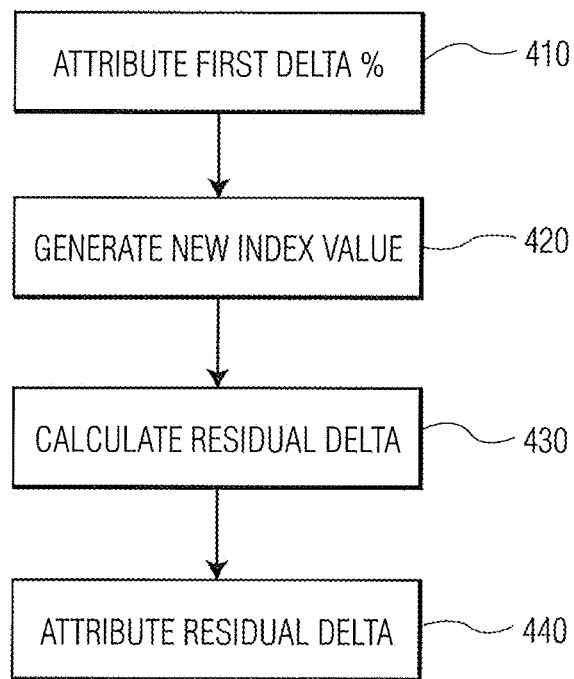 ATTRIBUTE FIRST DELTA %
410
GENERATE NEW INDEX VALUE
420
CALCULATE RESIDUAL DELTA
430
ATTRIBUTE RESIDUAL DELTA
440